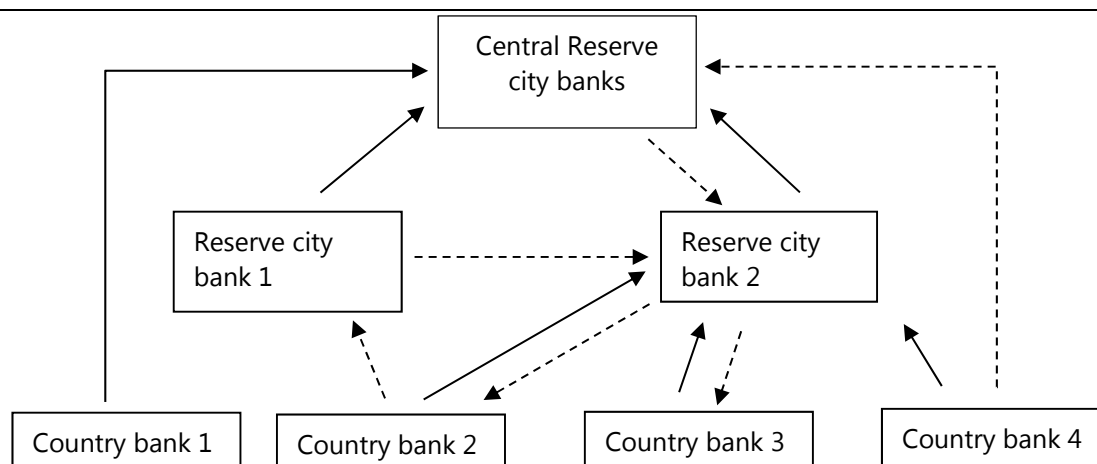 Central Reserve
city banks
Reserve city
bank 1
Reserve city
bank 2
Country bank 1
Country bank 2
Country bank 3
Country bank 4